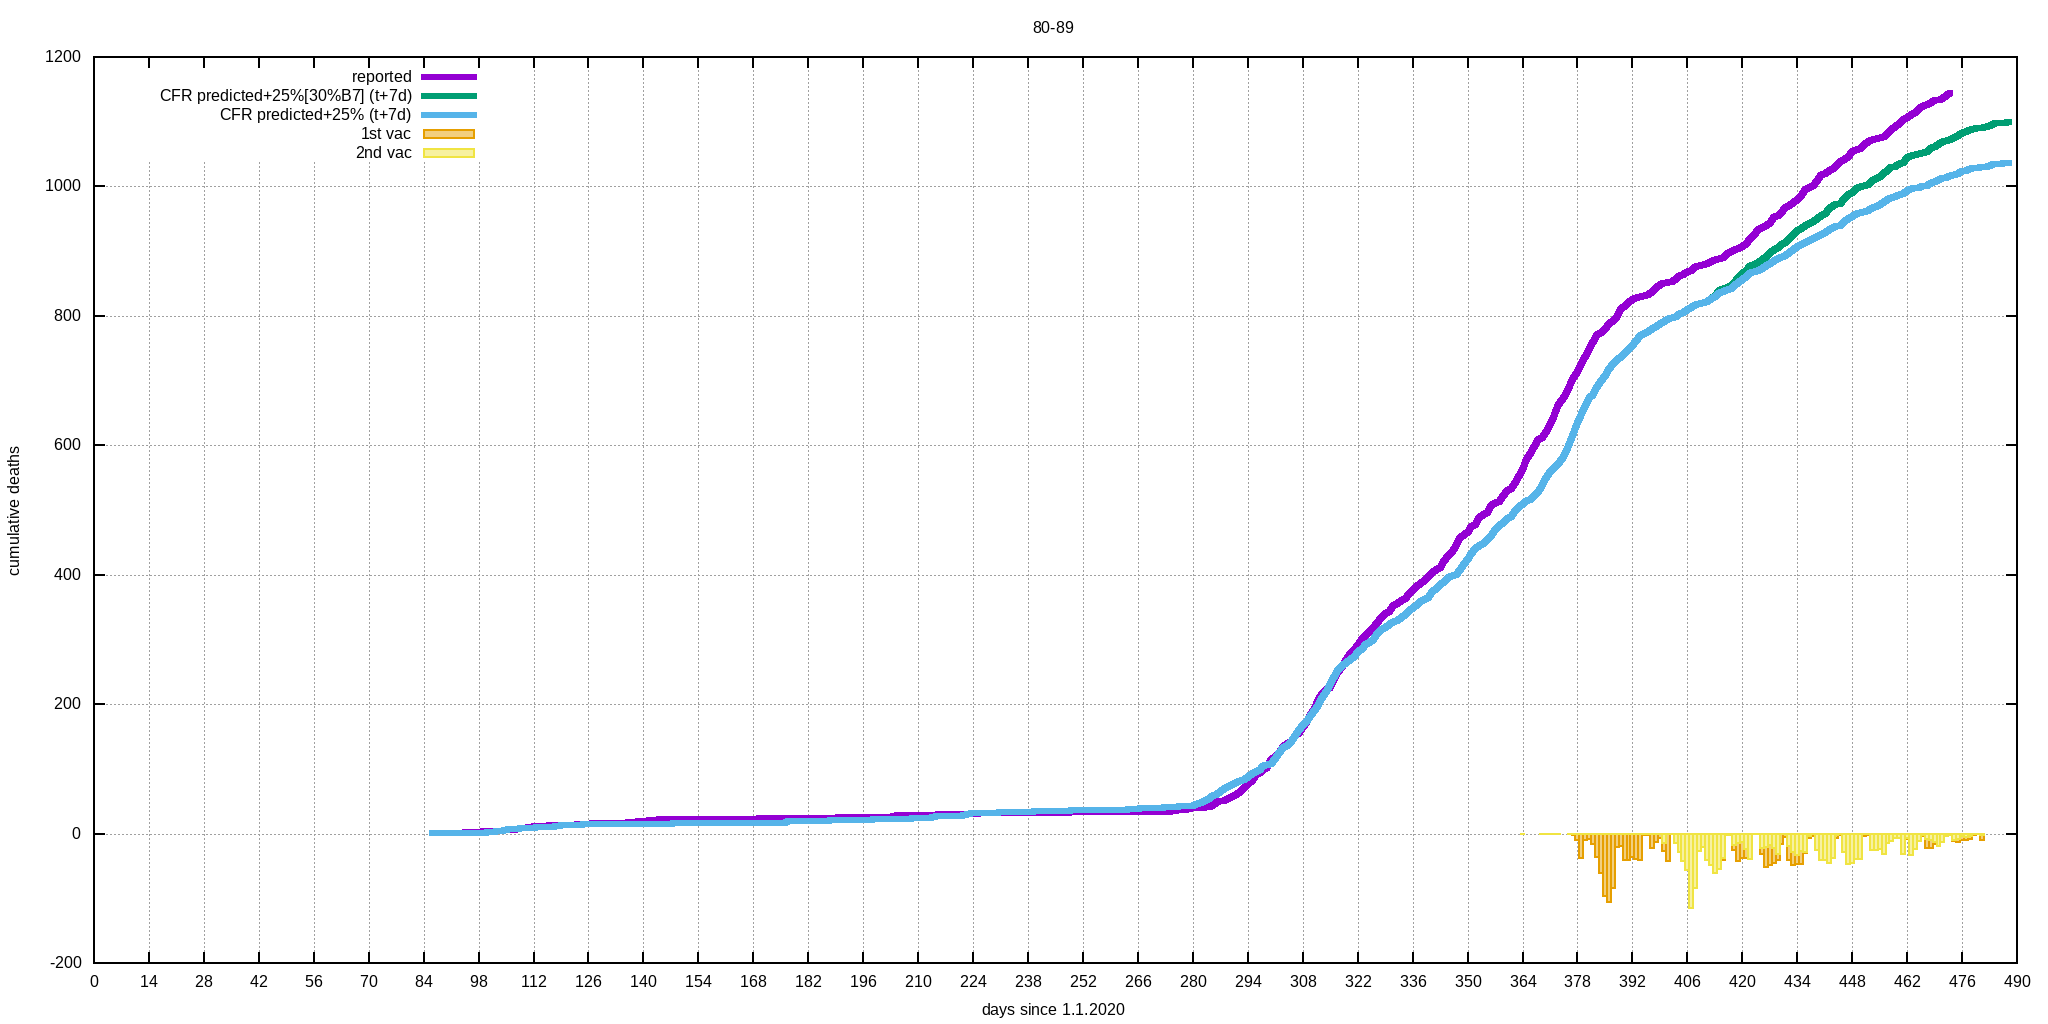 80-89
1200
1000
800
600
400
200
0
-200
cumulative deaths
reported
CFR predicted+25%[30%B7] (t+7d)
CFR predicted+25% (t+7d)
1st vac
2nd vac
0 14 28 42 56 70 84 98 112 126 140 154 168 182 196 210 224 238 252 266 280 294 308 322 336 350 364 378 392 406 420 434 448 462 476 490
days since 1.1.2020